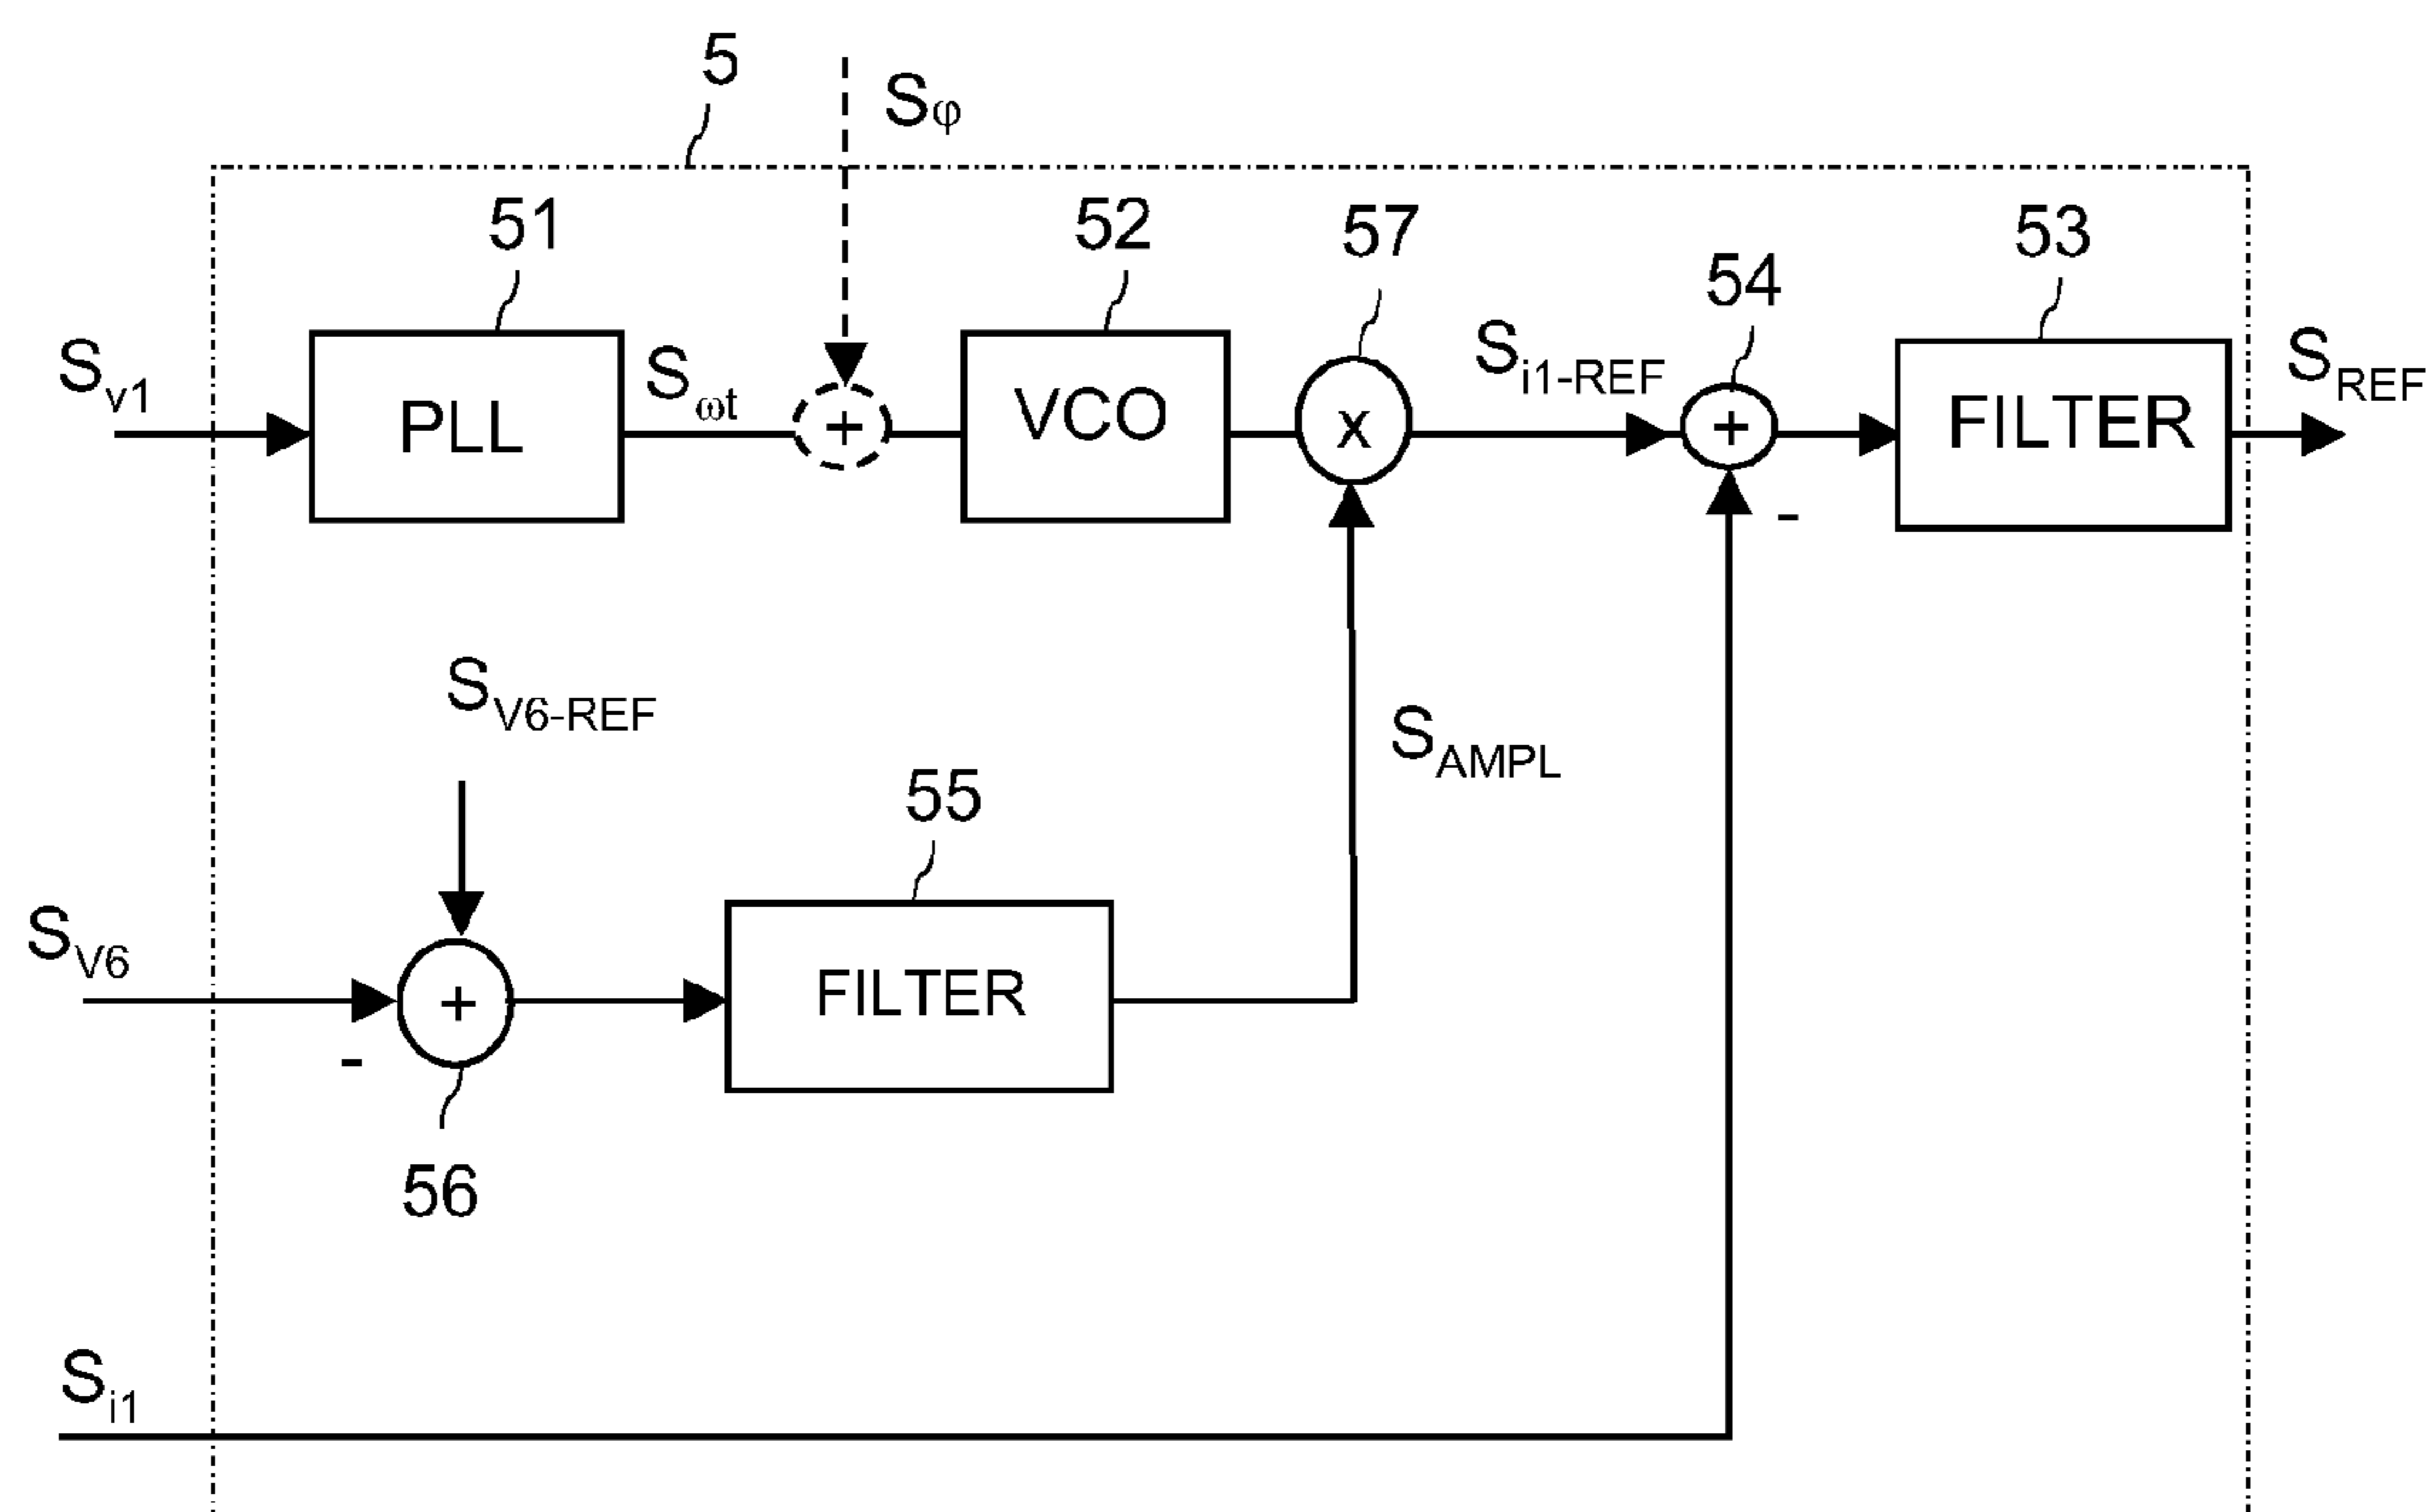 5
Sφ
51
52
57
53
54
Sv1
PLL
Sωt
+
VCO
x
Si1-REF
+
-
FILTER
SREF
SV6-REF
SAMPL
55
SV6
-
+
FILTER
56
Si1